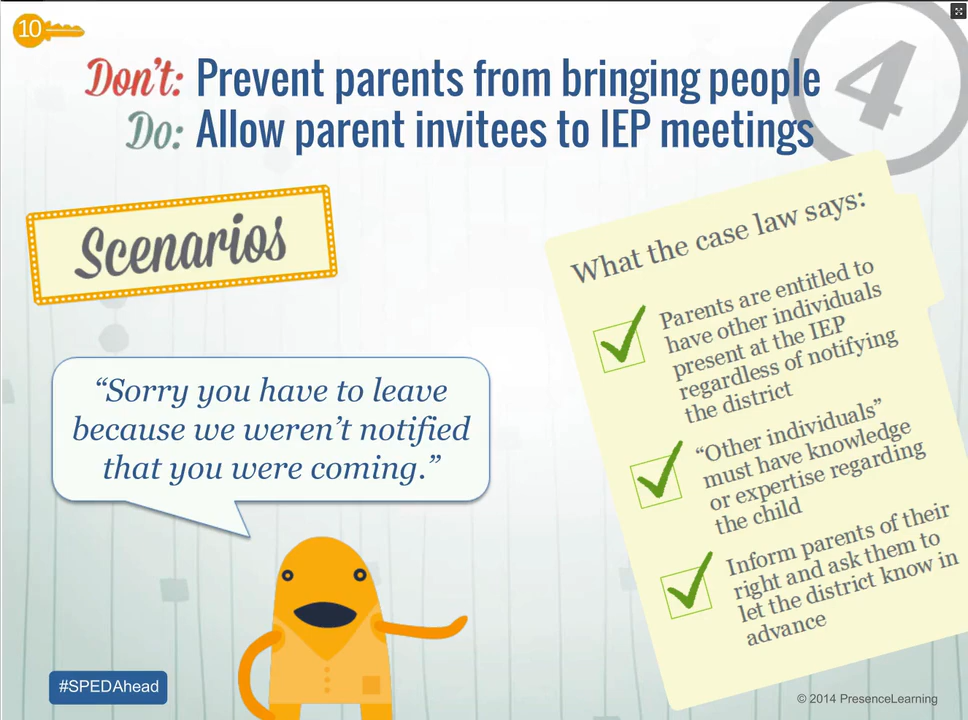 10
4
Don't: Prevent parents from bringing people
Do: Allow parent invitees to IEP meetings
Scenarios
“Sorry you have to leave
because we weren’t notified
that you were coming.”
What the case law says:
Parents are entitled to
have other individuals
present at the IEP
regardless of notifying
the district
“Other individuals”
must have knowledge
or expertise regarding
the child
Inform parents of their
right and ask them to
let the district know in
advance
#SPEDAhead
© 2014 PresenceLearning